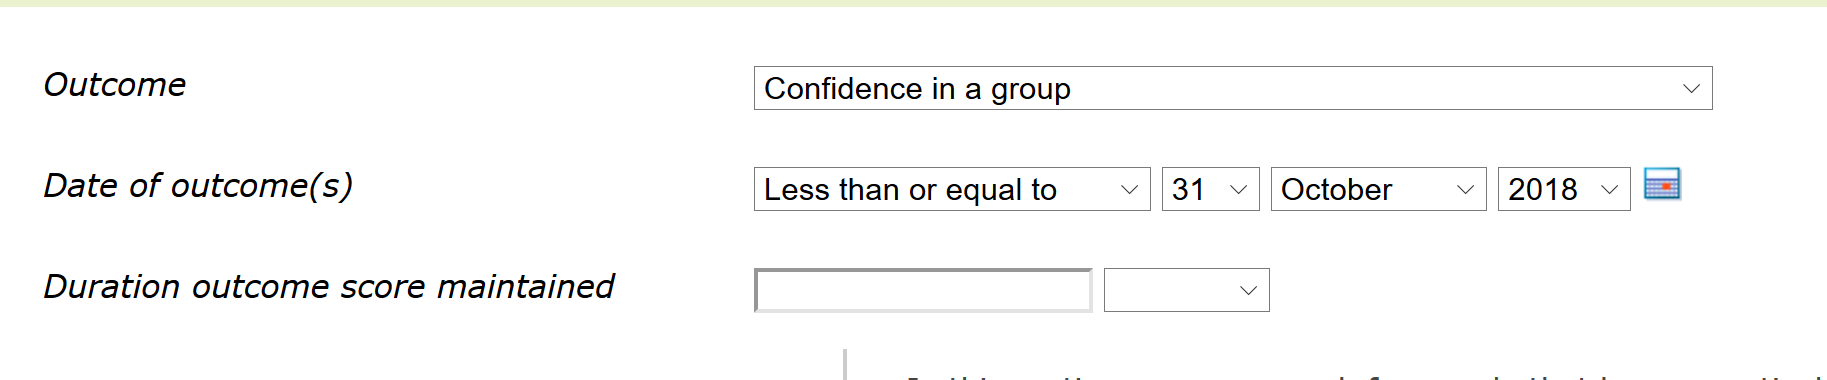 Outcome
Confidence in a group
Date of outcome(s)
Less than or equal to 31 October 2018
Duration outcome score maintained